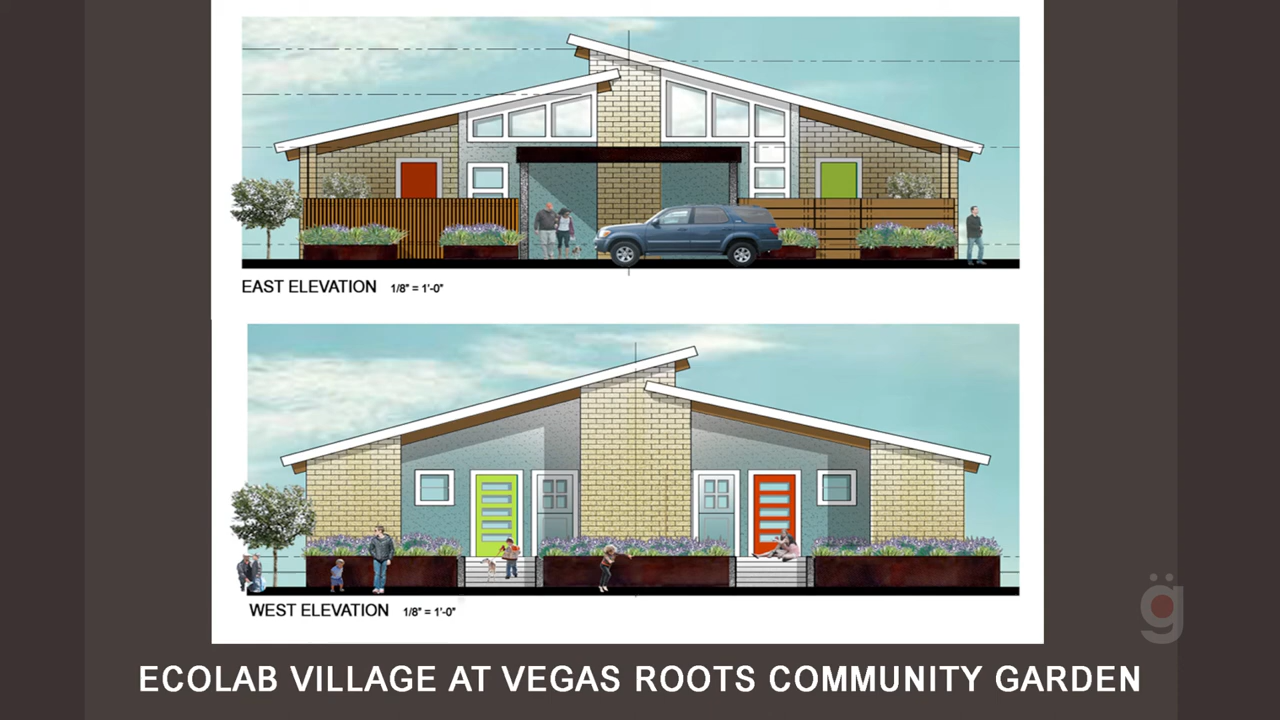 EAST ELEVATION 1/8" = 1'-0"
WEST ELEVATION 1/8" = 1'-0"
g̈
ECOLAB VILLAGE AT VEGAS ROOTS COMMUNITY GARDEN